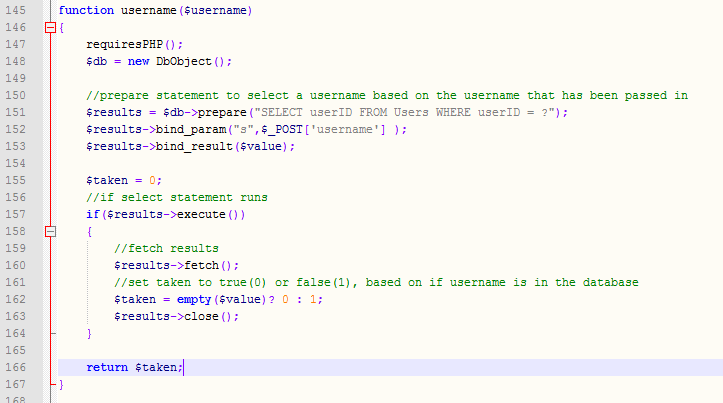 145 function username($username)
146 {
147 requiresPHP();
148 $db = new DbObject();
149
150 //prepare statement to select a username based on the username that has been passed in
151 $results = $db->prepare("SELECT userID FROM Users WHERE userID = ?");
152 $results->bind_param("s",$_POST['username'] );
153 $results->bind_result($value);
154
155 $taken = 0;
156 //if select statement runs
157 if($results->execute())
158 {
159 //fetch results
160 $results->fetch();
161 //set taken to true(0) or false(1), based on if username is in the database
162 $taken = empty($value)? 0 : 1;
163 $results->close();
164 }
165
166 return $taken;
167 }
168